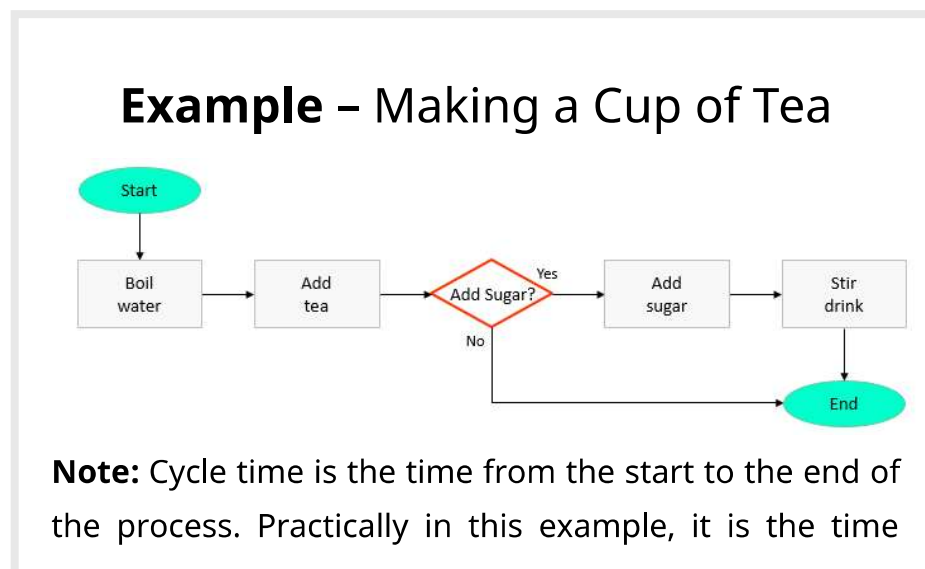 Example – Making a Cup of Tea
Start
Boil
water
Add
tea
Add Sugar?
Yes
No
Add
sugar
Stir
drink
End
Note: Cycle time is the time from the start to the end of
the process. Practically in this example, it is the time